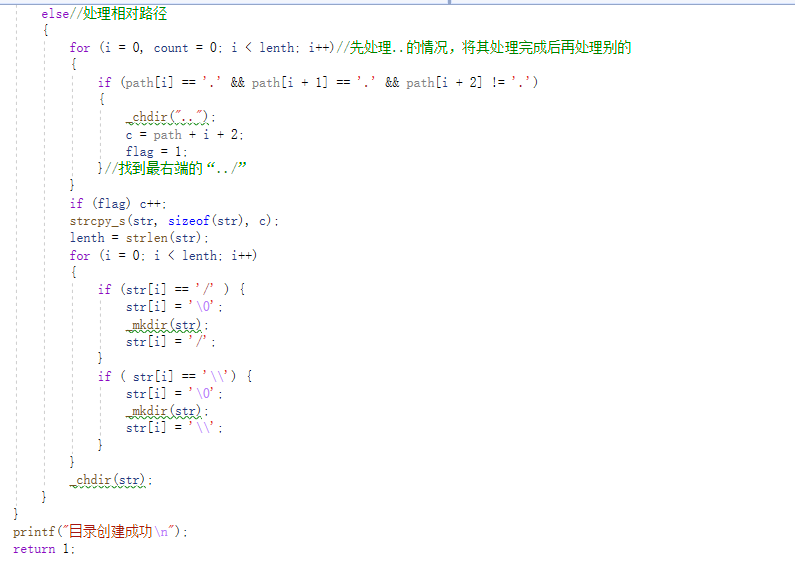 else//处理相对路径
{
for (i = 0, count = 0; i < lenth; i++)//先处理..的情况，将其处理完成后再处理别的
{
if (path[i] == '.' && path[i + 1] == '.' && path[i + 2] != '.')
{
_chdir("..");
c = path + i + 2;
flag = 1;
}//找到最右端的“../”
}
if (flag) c++;
strcpy_s(str, sizeof(str), c);
lenth = strlen(str);
for (i = 0; i < lenth; i++)
{
if (str[i] == '/' ) {
str[i] = '\0';
_mkdir(str);
str[i] = '/';
}
if ( str[i] == '\\') {
str[i] = '\0';
_mkdir(str);
str[i] = '\\';
}
}
_chdir(str);
}
}
printf("目录创建成功\n");
return 1;